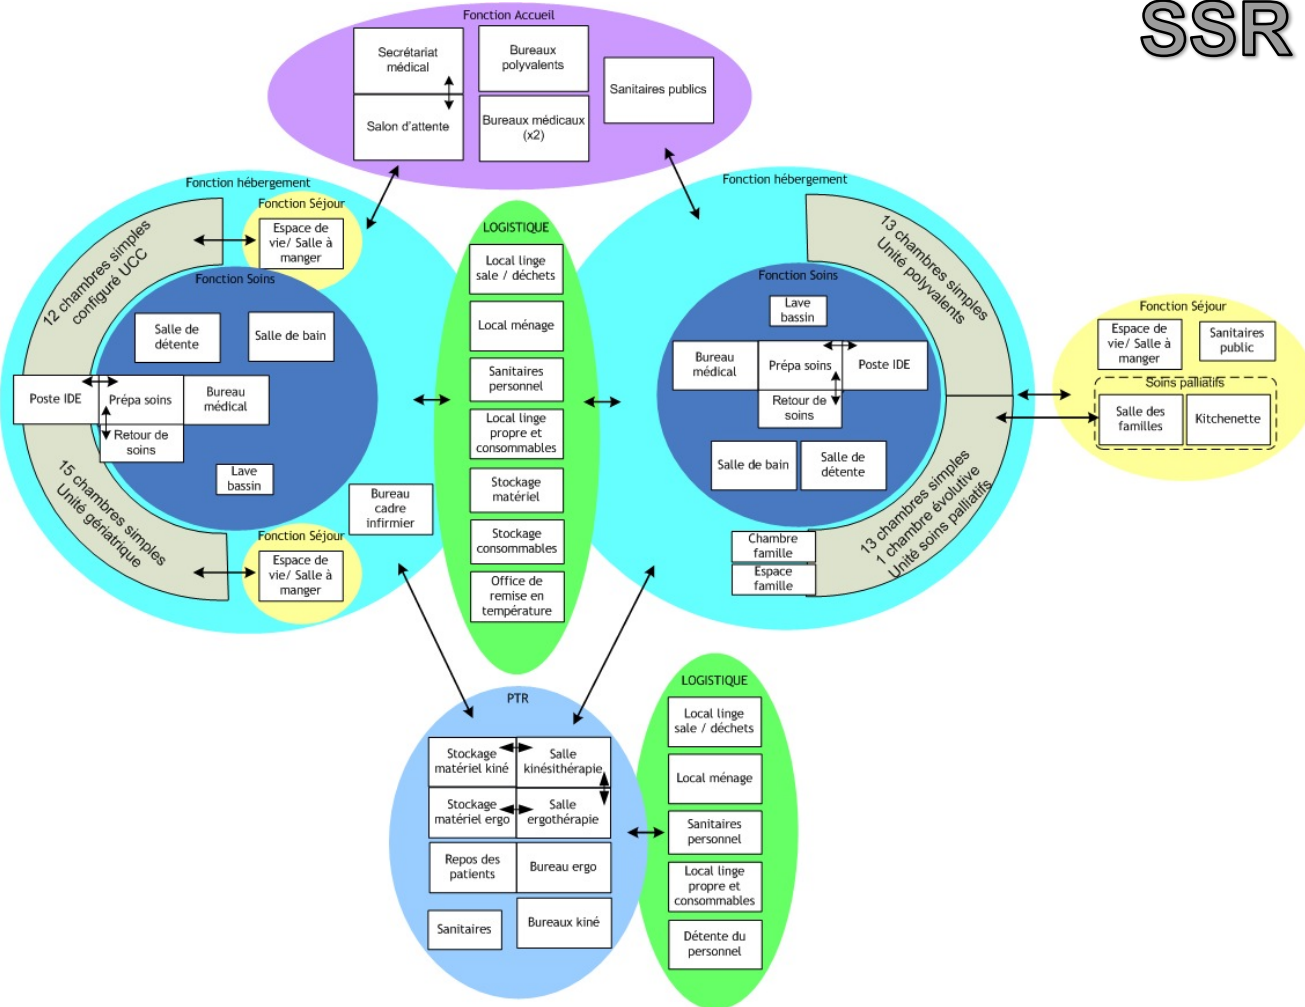 SSR
Fonction Accueil
Secrétariat
médical
Salon d'attente
Bureaux
polyvalents
Bureaux médicaux
(x2)
Sanitaires publics
Fonction hébergement
Fonction Séjour
Espace de
vie/ Salle à
manger
12 chambres simples
configuré UCC
Fonction Soins
Salle de
détente
Salle de bain
Poste IDE
Prépa soins
Bureau
médical
Retour de
soins
Lave
bassin
15 chambres simples
Unité gériatrique
Fonction Séjour
Espace de
vie/ Salle à
manger
Bureau
cadre
infirmier
LOGISTIQUE
Local linge
sale / déchets
Local ménage
Sanitaires
personnel
Local linge
propre et
consommables
Stockage
matériel
Stockage
consommables
Office de
remise en
température
Fonction hébergement
13 chambres simples
Unité polyvalents
Fonction Soins
Lave
bassin
Bureau
médical
Prépa soins
Poste IDE
Retour de
soins
Salle de bain
Salle de
détente
13 chambres simples
1 chambre évolutive
Unité soins palliatifs
Chambre
famille
Espace
famille
Fonction Séjour
Espace de
vie/ Salle à
manger
Sanitaires
public
Soins palliatifs
Salle des
familles
Kitchenette
PTR
Stockage
matériel kiné
Salle
kinésithérapie
Stockage
matériel ergo
Salle
ergothérapie
Repos des
patients
Bureau ergo
Sanitaires
Bureaux kiné
LOGISTIQUE
Local linge
sale / déchets
Local ménage
Sanitaires
personnel
Local linge
propre et
consommables
Détente du
personnel